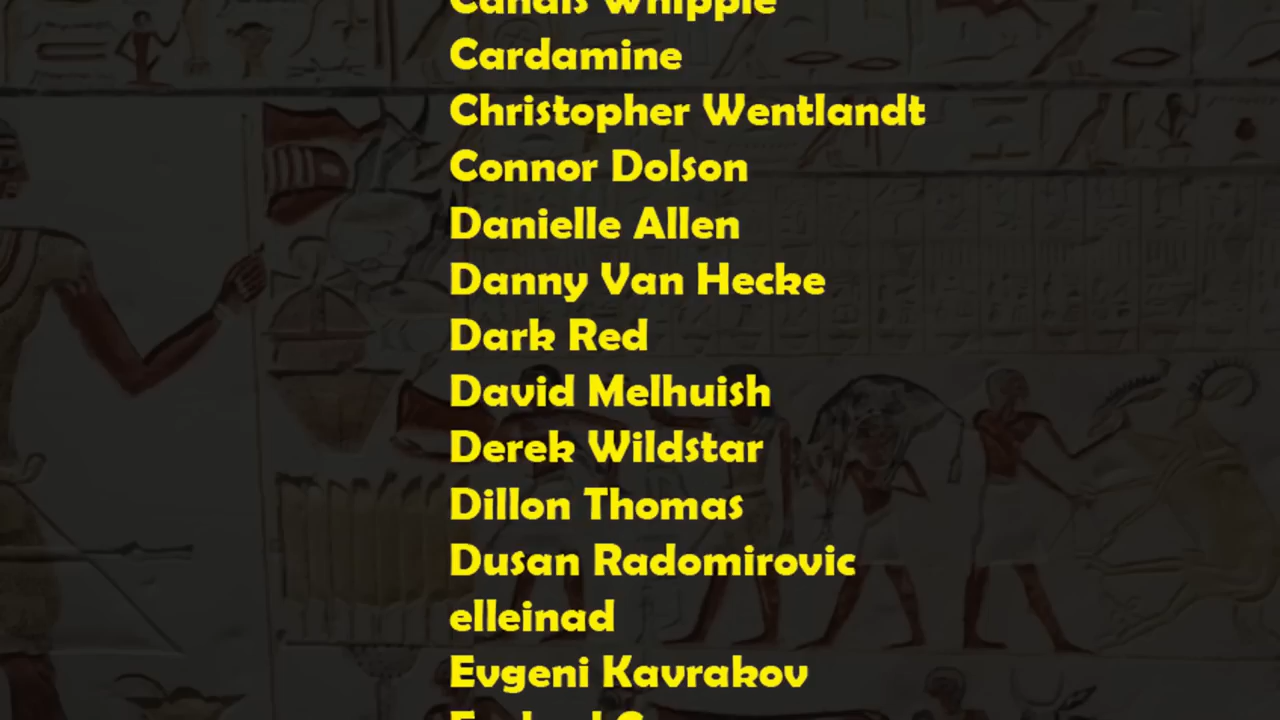 Cardamine
Christopher Wentlandt
Connor Dolson
Danielle Allen
Danny Van Hecke
Dark Red
David Melhuish
Derek Wildstar
Dillon Thomas
Dusan Radomirovic
elleinad
Evgeni Kavrakov